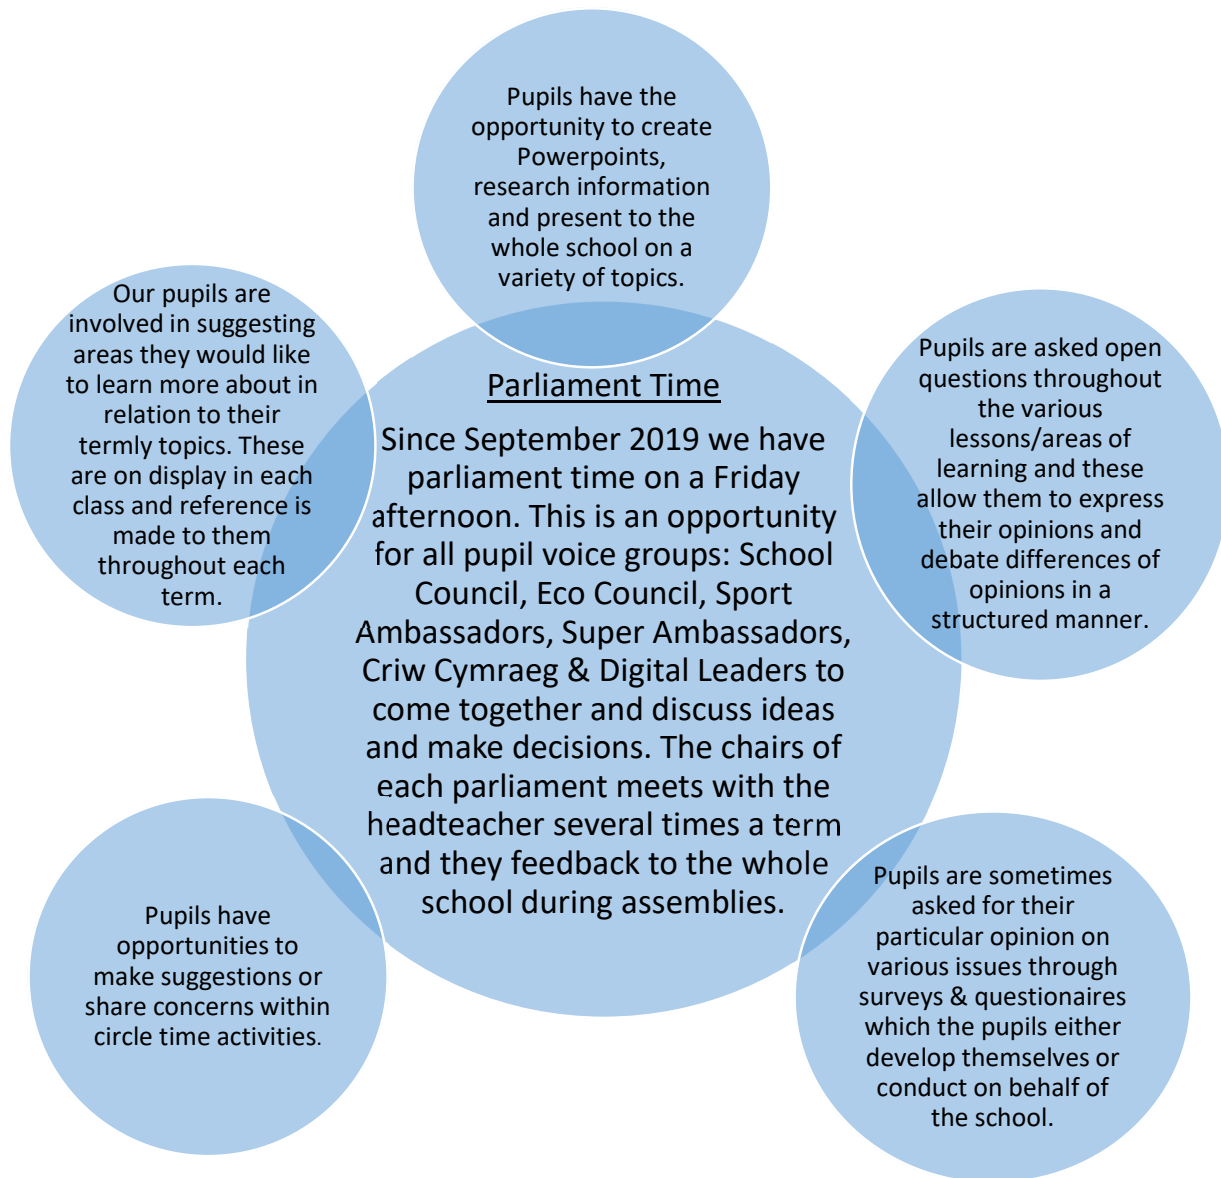 Pupils have the
opportunity to create
Powerpoints,
research information
and present to the
whole school on a
variety of topics.
Our pupils are
involved in suggesting
areas they would like
to learn more about in
relation to their
termly topics. These
are on display in each
class and reference is
made to them
throughout each
term.
Pupils are asked open
questions throughout
the various
lessons/areas of
learning and these
allow them to express
their opinions and
debate differences of
opinions in a
structured manner.
Parliament Time
Since September 2019 we have
parliament time on a Friday
afternoon. This is an opportunity
for all pupil voice groups: School
Council, Eco Council, Sport
Ambassadors, Super Ambassadors,
Criw Cymraeg & Digital Leaders to
come together and discuss ideas
and make decisions. The chairs of
each parliament meets with the
headteacher several times a term
and they feedback to the whole
school during assemblies.
Pupils have
opportunities to
make suggestions or
share concerns within
circle time activities.
Pupils are sometimes
asked for their
particular opinion on
various issues through
surveys & questionaires
which the pupils either
develop themselves or
conduct on behalf of
the school.